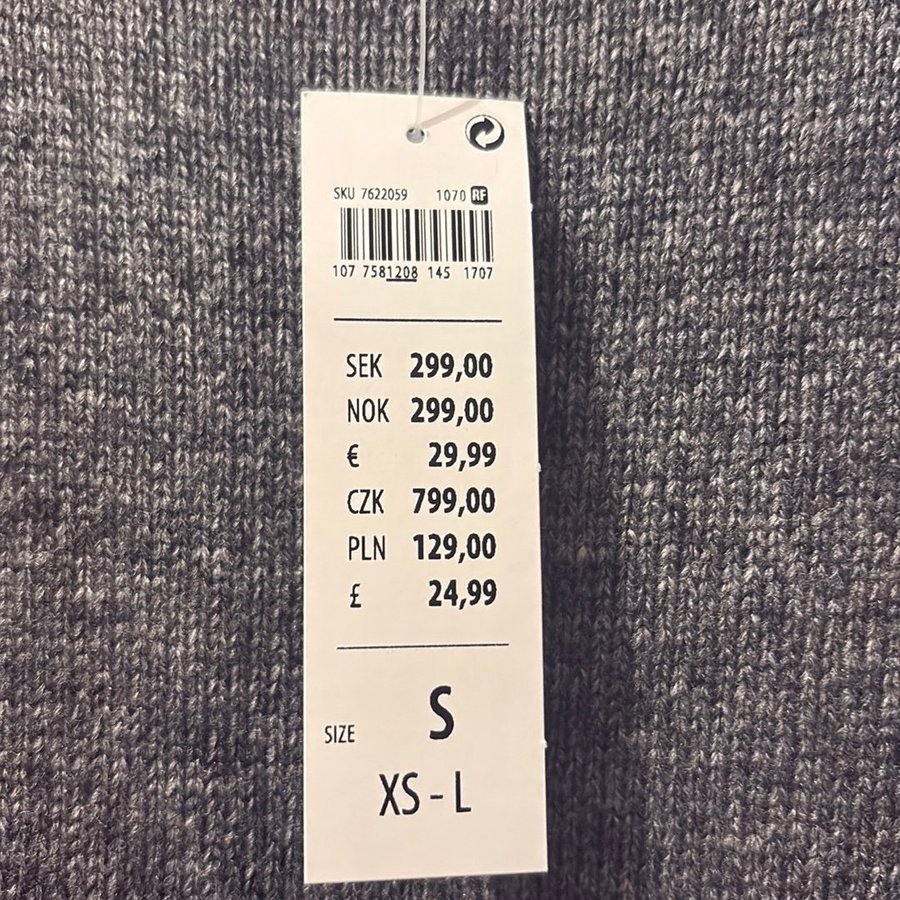 SKU 7622059 1070 RF
107 7581208 145 1707
SEK 299,00
NOK 299,00
€ 29,99
CZK 799,00
PLN 129,00
£ 24,99
SIZE S
XS - L